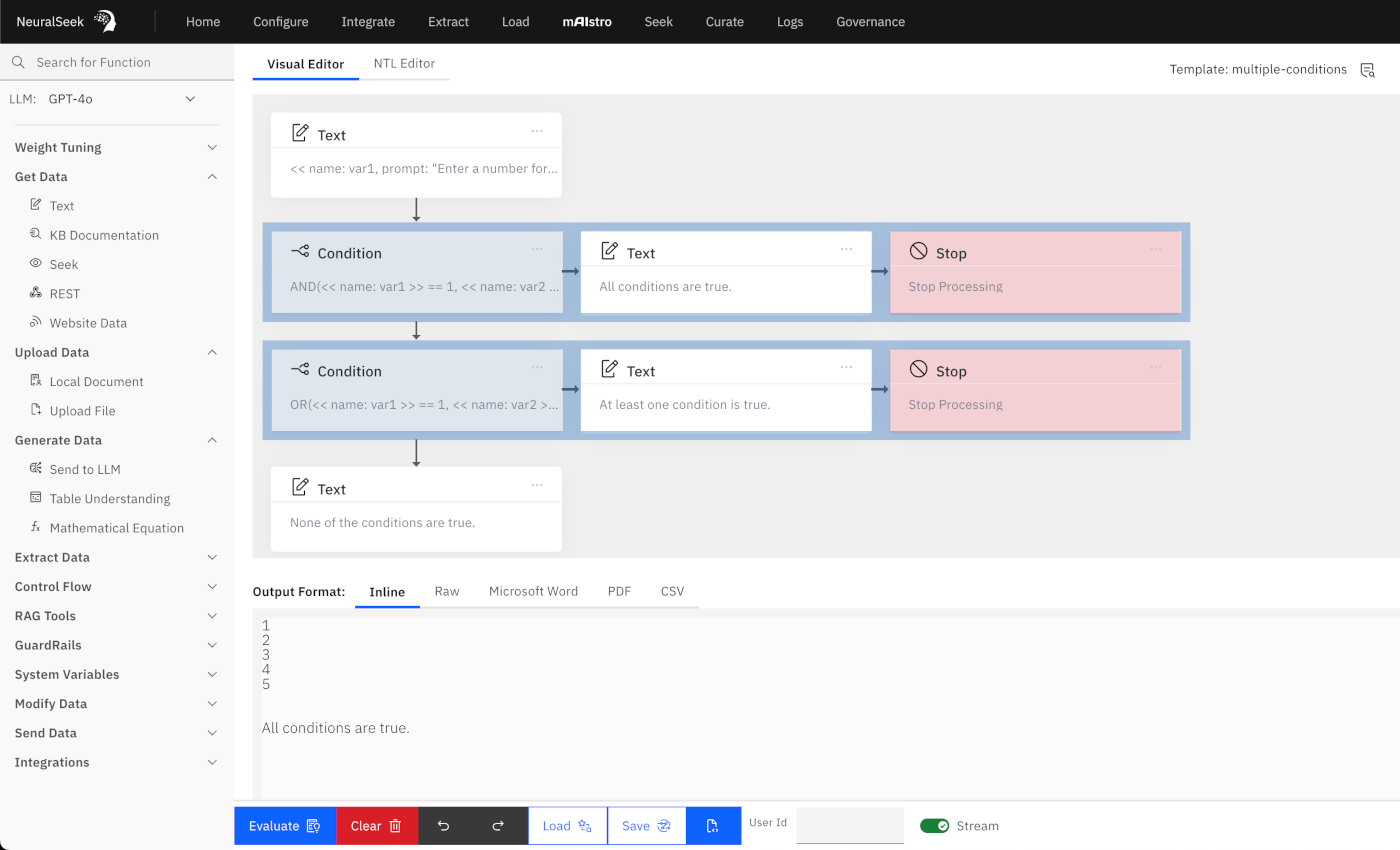 NeuralSeek
Home Configure Integrate Extract Load mAIstro Seek Curate Logs Governance
Search for Function
LLM: GPT-4o
Weight Tuning
Get Data
Text
KB Documentation
Seek
REST
Website Data
Upload Data
Local Document
Upload File
Generate Data
Send to LLM
Table Understanding
Mathematical Equation
Extract Data
Control Flow
RAG Tools
GuardRails
System Variables
Modify Data
Send Data
Integrations
Visual Editor NTL Editor
Template: multiple-conditions
Text
<< name: var1, prompt: "Enter a number for...
Condition
AND(<< name: var1 >> == 1, << name: var2 ...
Text
All conditions are true.
Stop
Stop Processing
Condition
OR(<< name: var1 >> == 1, << name: var2 >...
Text
At least one condition is true.
Stop
Stop Processing
Text
None of the conditions are true.
Output Format: Inline Raw Microsoft Word PDF CSV
1
2
3
4
5
All conditions are true.
Evaluate Clear Load Save User Id Stream